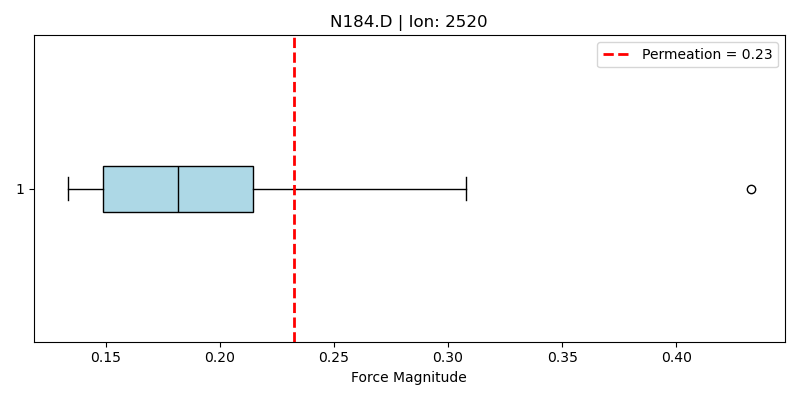 N184.D | Ion: 2520
Permeation = 0.23
1
0.15 0.20 0.25 0.30 0.35 0.40
Force Magnitude